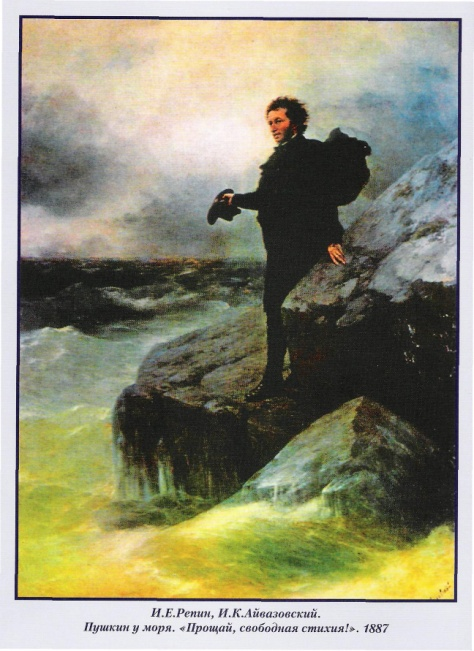 И.Е.Репин, И.К.Айвазовский.
Пушкин у моря. «Прощай, свободная стихия!». 1887